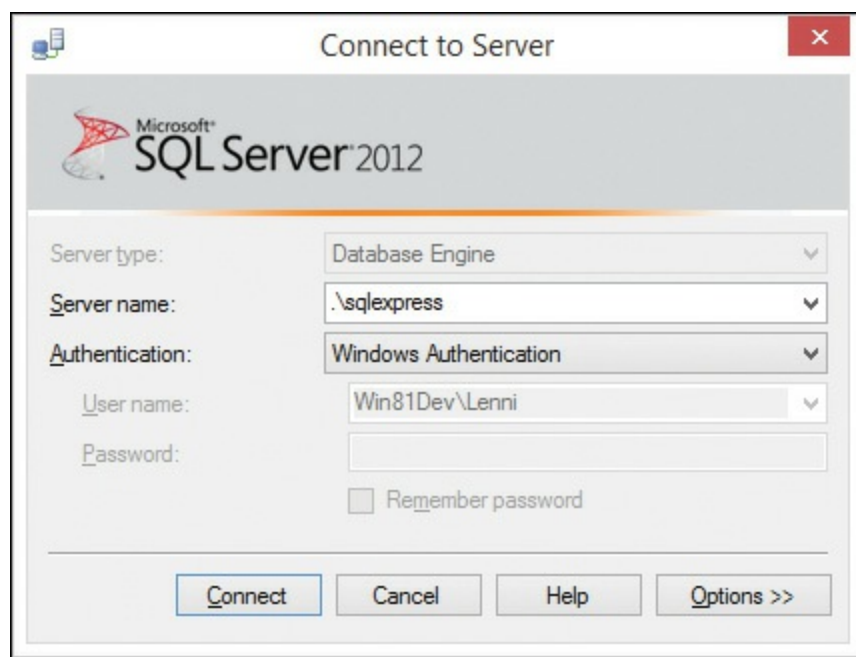 Connect to Server
Microsoft®
SQL Server® 2012
Server type: Database Engine
Server name: .\sqlexpress
Authentication: Windows Authentication
User name: Win81Dev\Lenni
Password:
Remember password
Connect Cancel Help Options >>